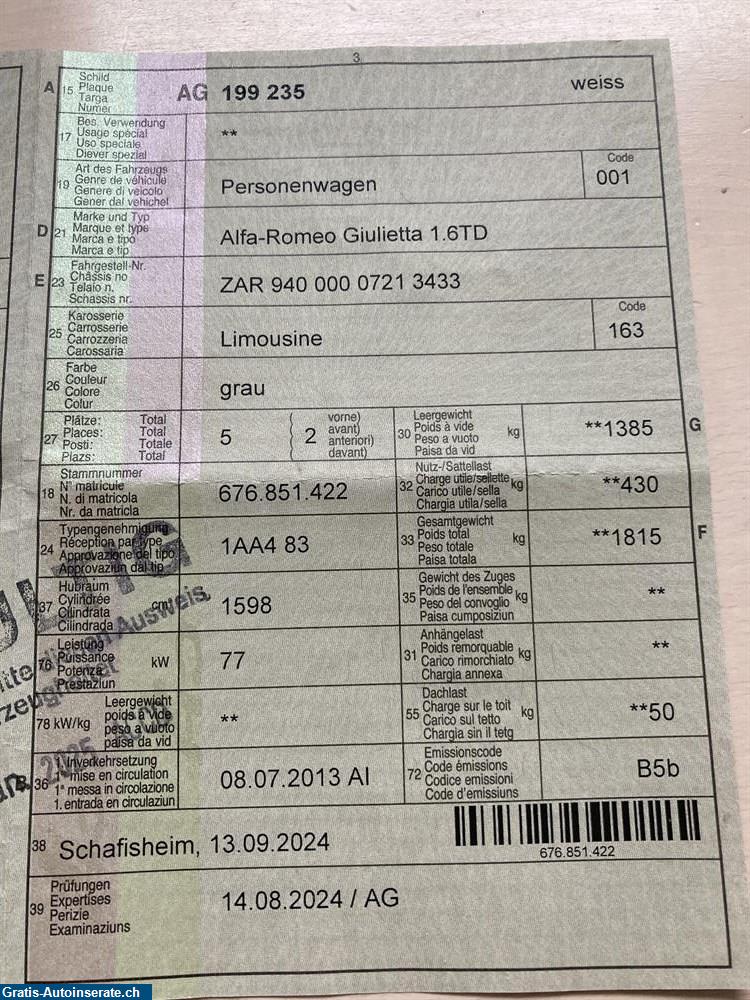 3
A 15 Schild
Plaque
Targa
Numer
AG 199 235 weiss
17 Bes. Verwendung
Usage spécial
Uso speciale
Diever spezial
**
19 Art des Fahrzeugs
Genre de véhicule
Genere di veicolo
Gener dal vehichel
Personenwagen
Code
001
D 21 Marke und Typ
Marque et type
Marca e tipo
Marca e tip
Alfa-Romeo Giulietta 1.6TD
E 23 Fahrgestell-Nr.
Châssis no
Telaio n.
Schassis nr.
ZAR 940 000 0721 3433
25 Karosserie
Carrosserie
Carrozzeria
Carossaria
Limousine
Code
163
26 Farbe
Couleur
Colore
Colur
grau
27 Plätze: Total
Places: Total
Posti: Totale
Plazs: Total
5
( 2 vorne)
avant)
anteriori)
davant)
30 Leergewicht
Poids à vide
Peso a vuoto
Paisa da vid
kg
**1385
G
18 Stammnummer
N° matricule
N. di matricola
Nr. da matricla
676.851.422
32 Nutz-/Sattellast
Charge utile/sellette
Carico utile/sella
Chargia utila/sella
kg
**430
24 Typengenehmigung
Réception par type
Approvazione del tipo
Approvaziun dal tip
1AA4 83
33 Gesamtgewicht
Poids total
Peso totale
Paisa totala
kg
**1815
F
37 Hubraum
Cylindrée
Cilindrata
Cilindrada
cm³
1598
35 Gewicht des Zuges
Poids de l'ensemble
Peso del convoglio
Paisa cumposiziun
kg
**
76 Leistung
Puissance
Potenza
Prestaziun
kW
77
31 Anhängelast
Poids remorquable
Carico rimorchiato
Chargia annexa
kg
**
78 kW/kg
Leergewicht
poids à vide
peso a vuoto
paisa da vid
**
55 Dachlast
Charge sur le toit
Carico sul tetto
Chargia sin il tetg
kg
**50
B 36 1. Inverkehrsetzung
1re mise en circulation
1a messa in circolazione
1. entrada en circulaziun
08.07.2013 AI
72 Emissionscode
Code émissions
Codice emissioni
Code d'emissiuns
B5b
38 Schafisheim, 13.09.2024
676.851.422
39 Prüfungen
Expertises
Perizie
Examinaziuns
14.08.2024 / AG
Ausweis
Gratis-Autoinserate.ch